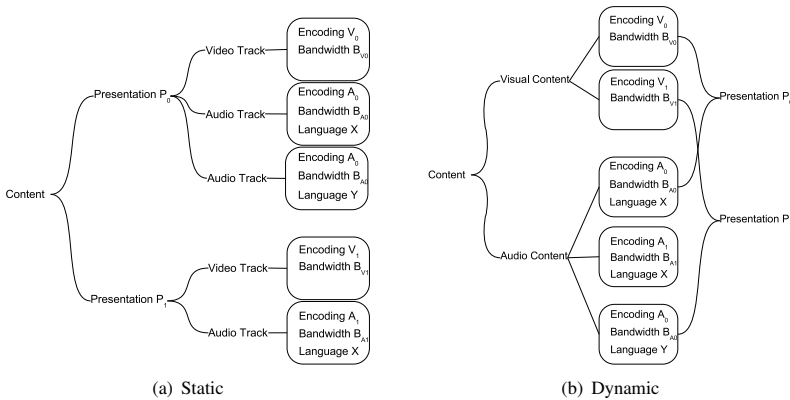 Content
Presentation P0
Video Track
Encoding V0
Bandwidth BV0
Audio Track
Encoding A0
Bandwidth BA0
Language X
Audio Track
Encoding A0
Bandwidth BA0
Language Y
Presentation P1
Video Track
Encoding V1
Bandwidth BV1
Audio Track
Encoding A1
Bandwidth BA1
Language X
(a) Static
Content
Visual Content
Encoding V0
Bandwidth BV0
Encoding V1
Bandwidth BV1
Audio Content
Encoding A0
Bandwidth BA0
Language X
Encoding A1
Bandwidth BA1
Language X
Encoding A0
Bandwidth BA0
Language Y
Presentation P
Presentation P
(b) Dynamic